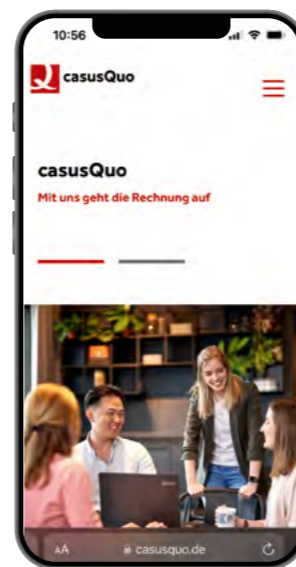 10:56
casusQuo
casusQuo
Mit uns geht die Rechnung auf
AA
casusquo.de